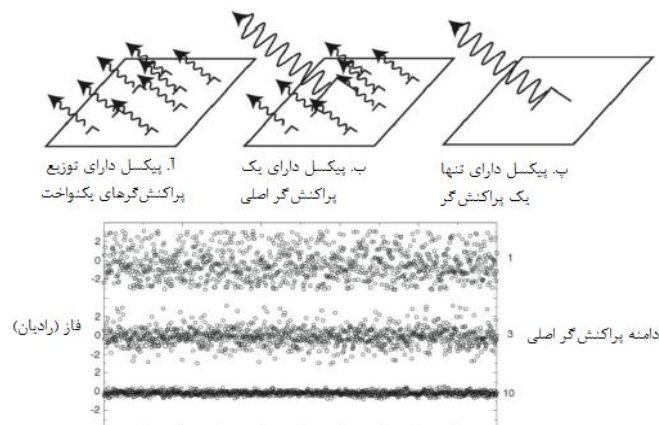 پ. پیکسل دارای تنها
یک پراکنش‌گر
ب. پیکسل دارای یک
پراکنش‌گر اصلی
آ. پیکسل دارای توزیع
پراکنش‌گرهای یکنواخت
2
0
-2
1
2
0
-2
3
2
0
-2
10
فاز (رادیان)
دامنه پراکنش‌گر اصلی